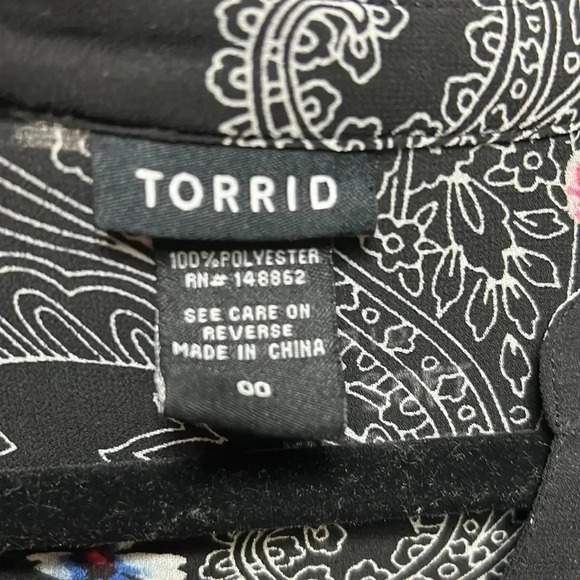 TORRID
100%POLYESTER
RN# 148862
SEE CARE ON
REVERSE
MADE IN CHINA
00